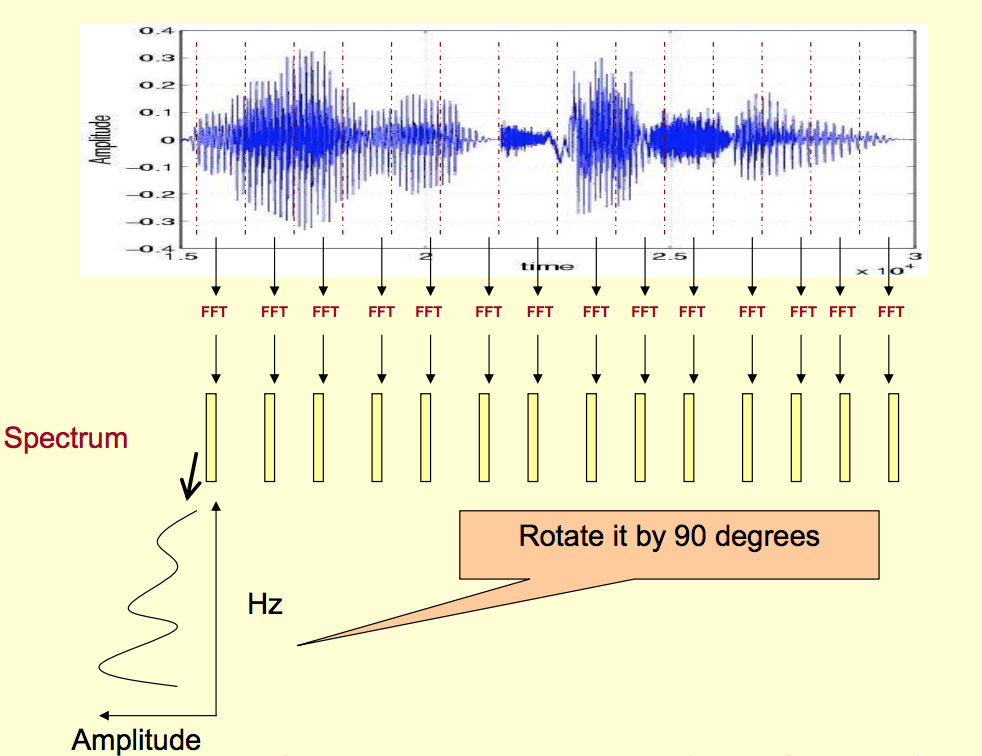 0.4
0.3
0.2
0.1
0
−0.1
−0.2
−0.3
−0.4
Amplitude
1.5 2 2.5 3
time
x 10⁴
FFT FFT FFT FFT FFT FFT FFT FFT FFT FFT FFT FFT FFT FFT
Spectrum
Rotate it by 90 degrees
Hz
Amplitude